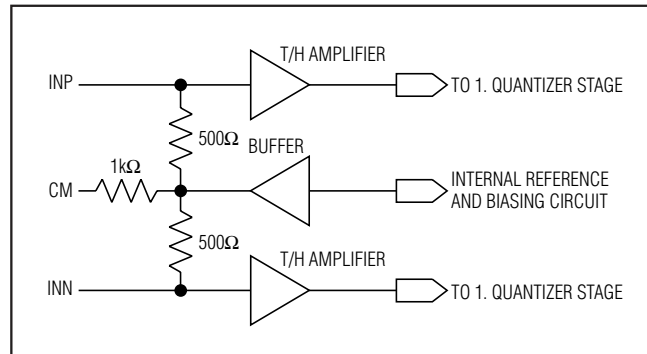 T/H AMPLIFIER
INP
TO 1. QUANTIZER STAGE
500Ω
BUFFER
1kΩ
CM
INTERNAL REFERENCE
AND BIASING CIRCUIT
500Ω
T/H AMPLIFIER
INN
TO 1. QUANTIZER STAGE